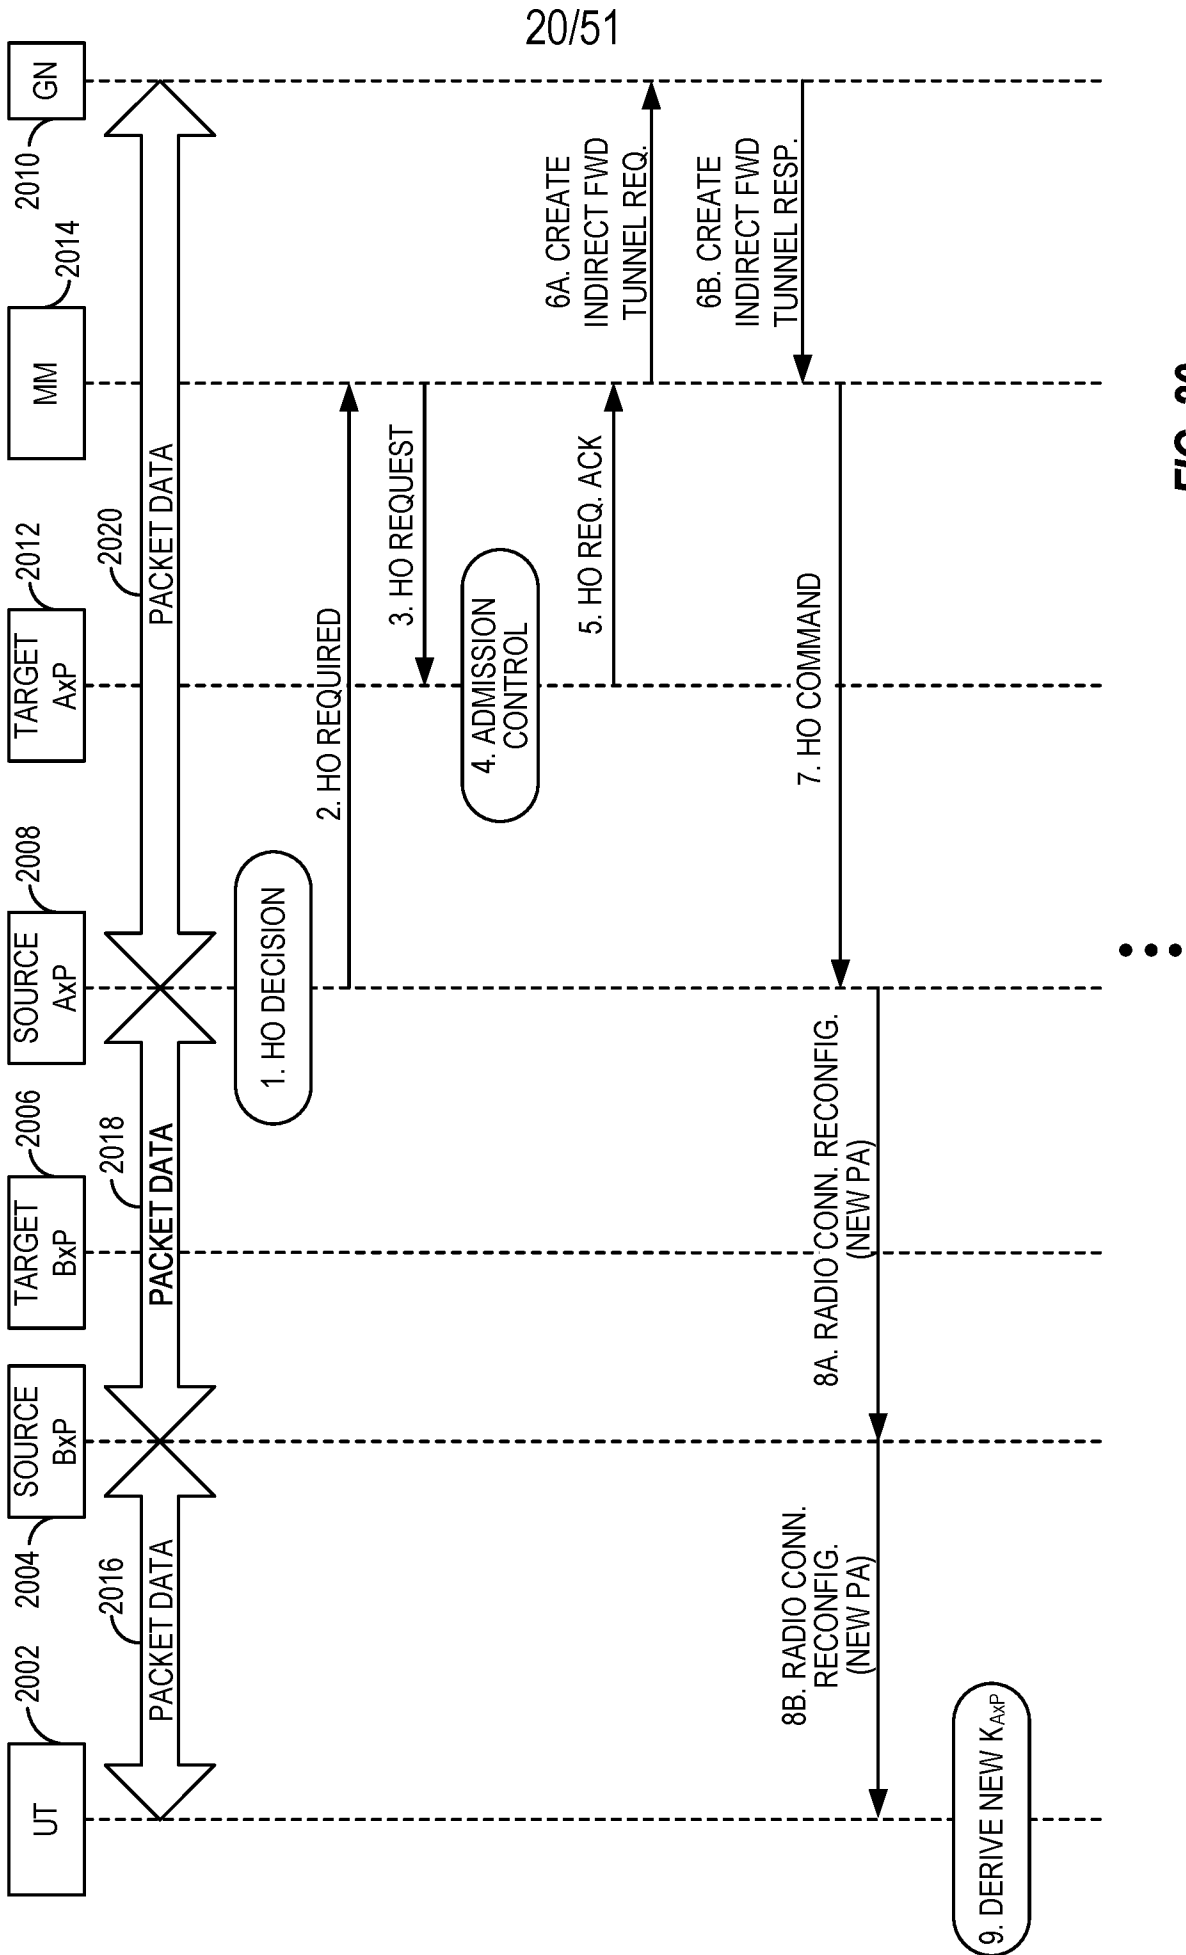 20/51
UT
2002
SOURCE
BxP
2004
TARGET
BxP
2006
SOURCE
AxP
2008
TARGET
AxP
2012
MM
2014
GN
2010
2016
PACKET DATA
2018
PACKET DATA
2020
PACKET DATA
1. HO DECISION
2. HO REQUIRED
3. HO REQUEST
4. ADMISSION
CONTROL
5. HO REQ. ACK
6A. CREATE
INDIRECT FWD
TUNNEL REQ.
6B. CREATE
INDIRECT FWD
TUNNEL RESP.
7. HO COMMAND
8A. RADIO CONN. RECONFIG.
(NEW PA)
8B. RADIO CONN.
RECONFIG.
(NEW PA)
9. DERIVE NEW KAxP
FIG.